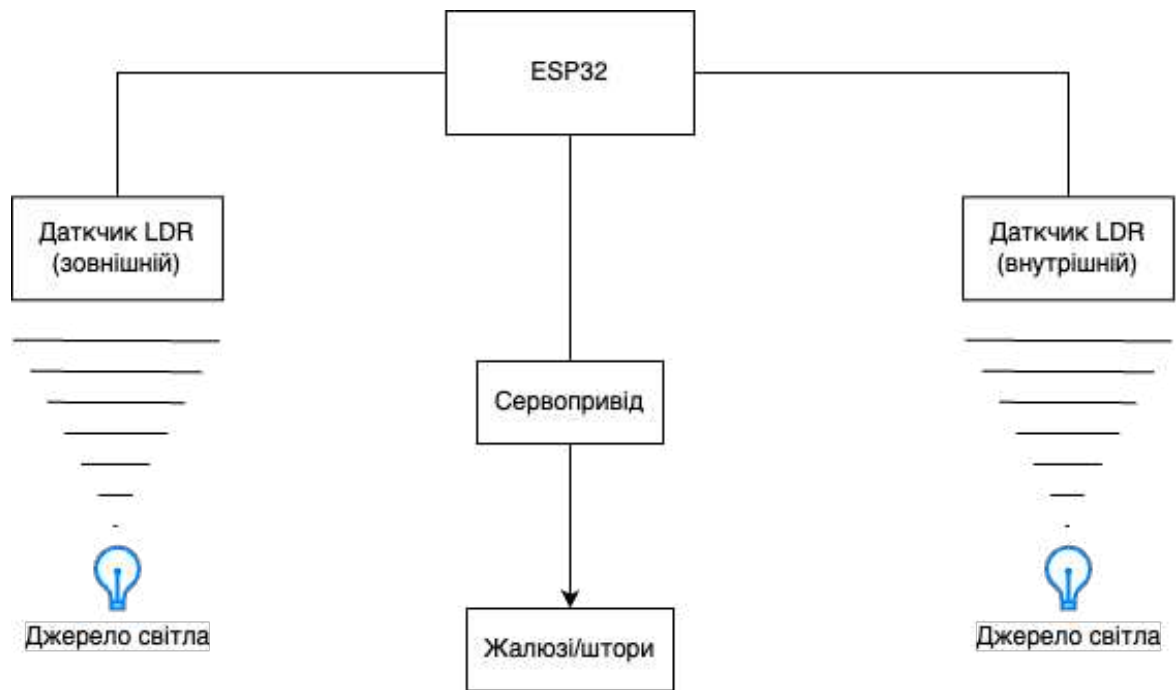 ESP32
Даткчик LDR
(зовнішній)
Даткчик LDR
(внутрішній)
Сервопривід
Джерело світла
Джерело світла
Жалюзі/штори